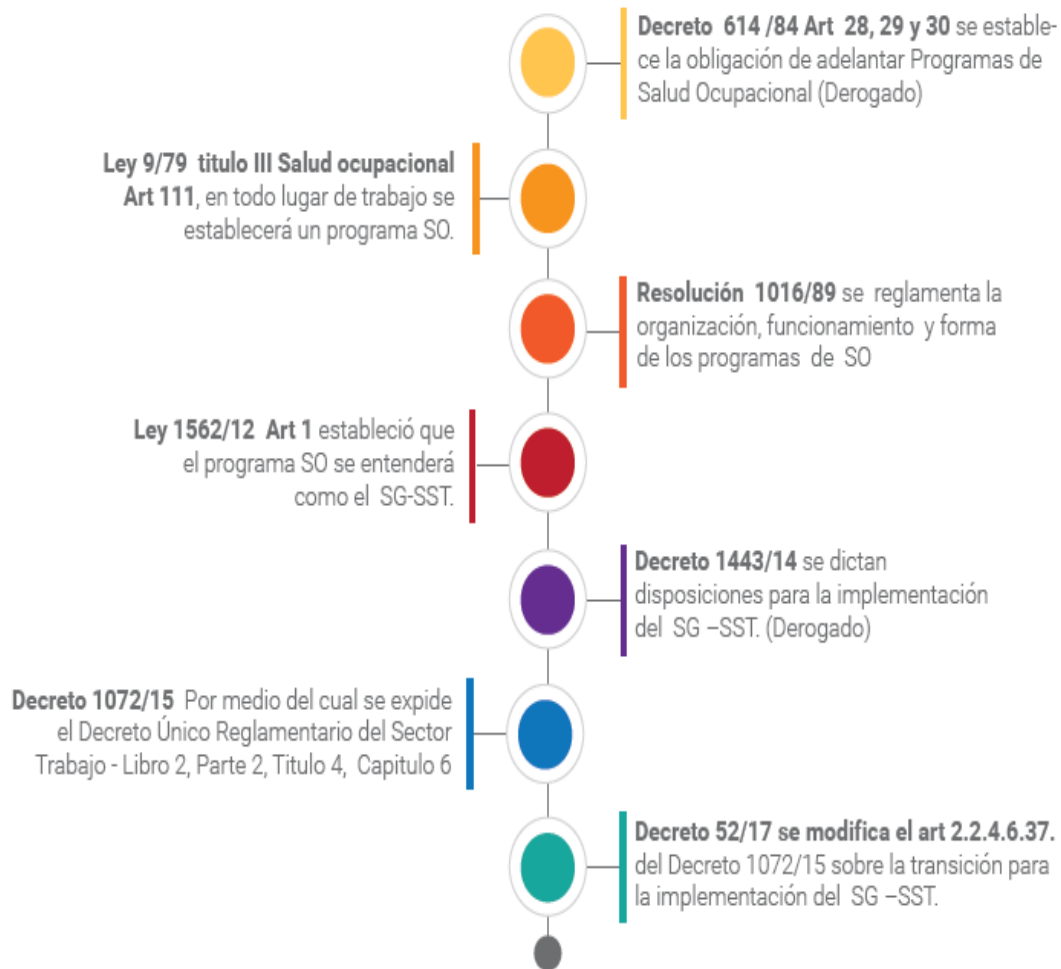 Decreto 614 /84 Art 28, 29 y 30 se estable-
ce la obligación de adelantar Programas de
Salud Ocupacional (Derogado)
Ley 9/79 titulo III Salud ocupacional
Art 111, en todo lugar de trabajo se
establecerá un programa SO.
Resolución 1016/89 se reglamenta la
organización, funcionamiento y forma
de los programas de SO
Ley 1562/12 Art 1 estableció que
el programa SO se entenderá
como el SG-SST.
Decreto 1443/14 se dictan
disposiciones para la implementación
del SG –SST. (Derogado)
Decreto 1072/15 Por medio del cual se expide
el Decreto Único Reglamentario del Sector
Trabajo - Libro 2, Parte 2, Titulo 4, Capitulo 6
Decreto 52/17 se modifica el art 2.2.4.6.37.
del Decreto 1072/15 sobre la transición para
la implementación del SG –SST.